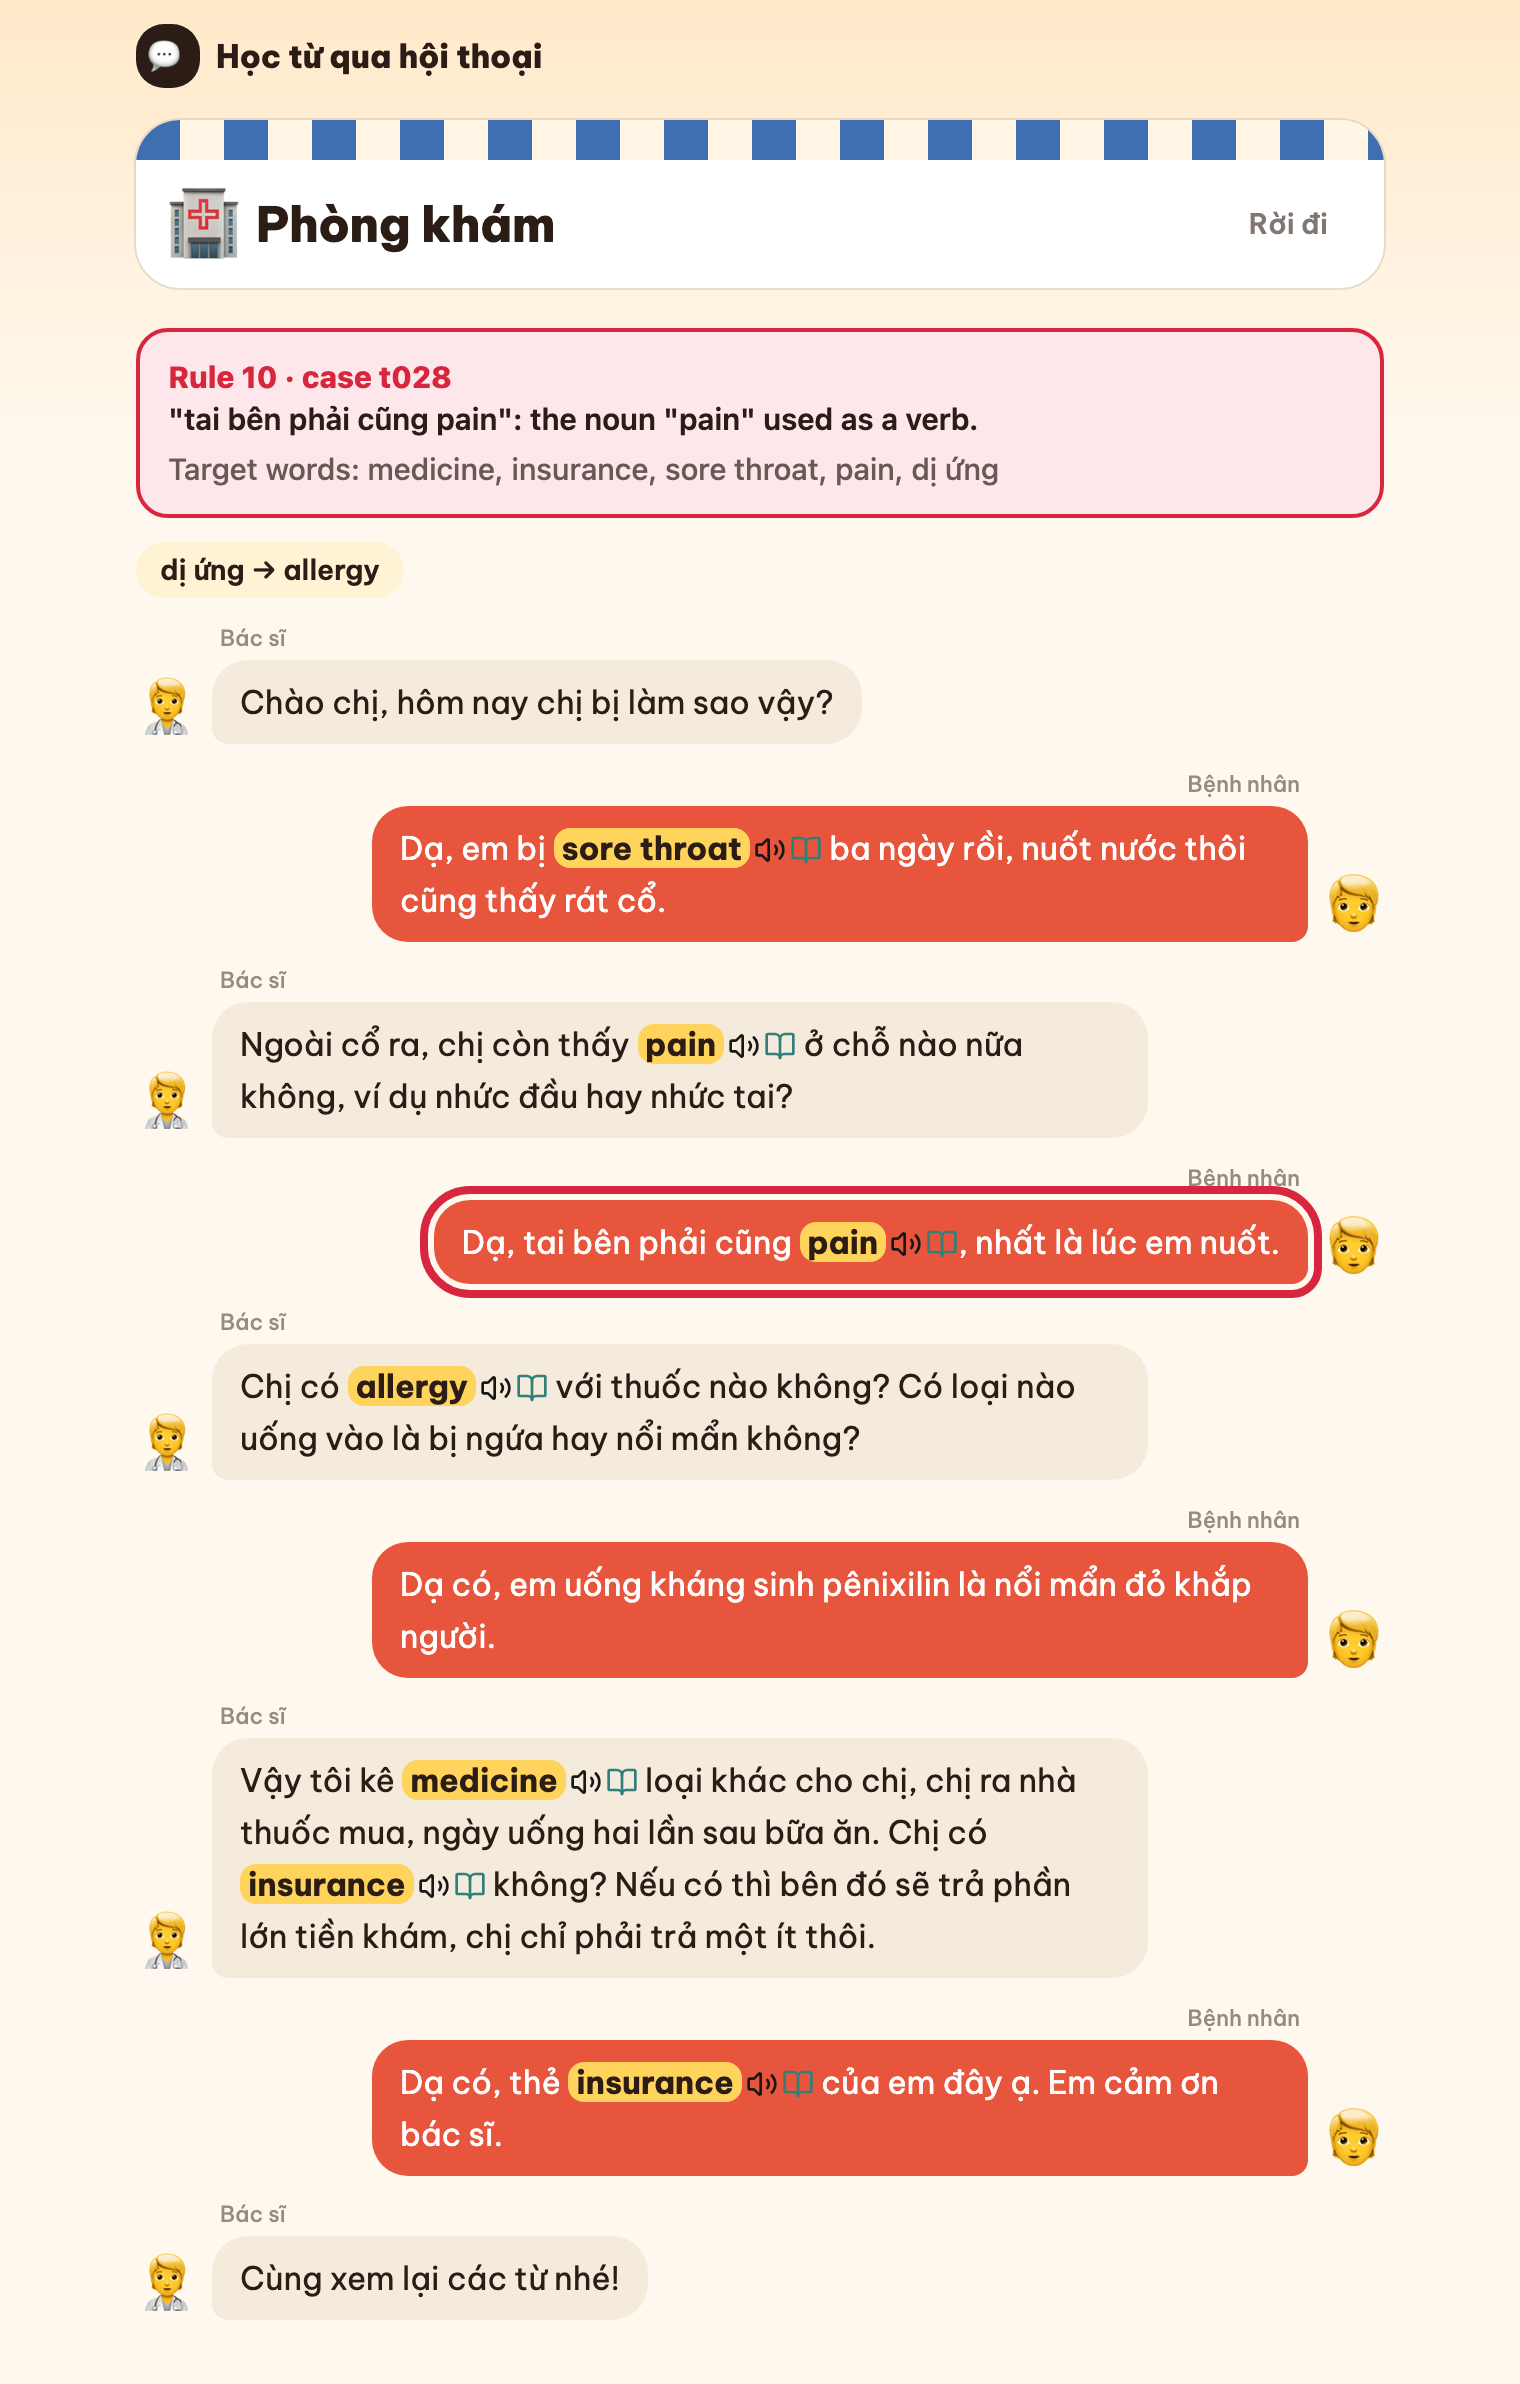 Học từ qua hội thoại
Phòng khám
Rời đi
Rule 10 · case t028
"tai bên phải cũng pain": the noun "pain" used as a verb.
Target words: medicine, insurance, sore throat, pain, dị ứng
dị ứng → allergy
Bác sĩ
Chào chị, hôm nay chị bị làm sao vậy?
Bệnh nhân
Dạ, em bị sore throat ba ngày rồi, nuốt nước thôi
cũng thấy rát cổ.
Bác sĩ
Ngoài cổ ra, chị còn thấy pain ở chỗ nào nữa
không, ví dụ nhức đầu hay nhức tai?
Bệnh nhân
Dạ, tai bên phải cũng pain, nhất là lúc em nuốt.
Bác sĩ
Chị có allergy với thuốc nào không? Có loại nào
uống vào là bị ngứa hay nổi mẩn không?
Bệnh nhân
Dạ có, em uống kháng sinh pênixilin là nổi mẩn đỏ khắp
người.
Bác sĩ
Vậy tôi kê medicine loại khác cho chị, chị ra nhà
thuốc mua, ngày uống hai lần sau bữa ăn. Chị có
insurance không? Nếu có thì bên đó sẽ trả phần
lớn tiền khám, chị chỉ phải trả một ít thôi.
Bệnh nhân
Dạ có, thẻ insurance của em đây ạ. Em cảm ơn
bác sĩ.
Bác sĩ
Cùng xem lại các từ nhé!